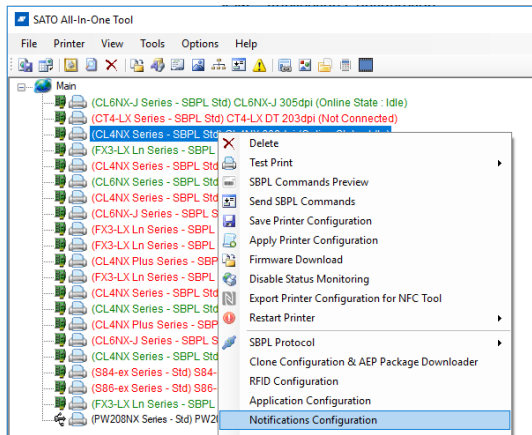 SATO All-In-One Tool
File Printer View Tools Options Help
Main
(CL6NX-J Series - SBPL Std) CL6NX-J 305dpi (Online State : Idle)
(CT4-LX Series - SBPL Std) CT4-LX DT 203dpi (Not Connected)
(CL4NX Series - SBPL Std)
(FX3-LX Ln Series - SBPL
(CL4NX Series - SBPL Std
(CL6NX Series - SBPL Std
(CL4NX Series - SBPL Std
(CL6NX-J Series - SBPL S
(FX3-LX Ln Series - SBPL
(FX3-LX Ln Series - SBPL
(CL4NX Plus Series - SBP
(FX3-LX Ln Series - SBPL
(CL4NX Series - SBPL Std
(CL4NX Plus Series - SBP
(CL6NX-J Series - SBPL S
(CL4NX Series - SBPL Std
(S84-ex Series - Std) S84-
(S86-ex Series - Std) S86-
(FX3-LX Ln Series - SBPL
(PW208NX Series - Std) PW20
Delete
Test Print
SBPL Commands Preview
Send SBPL Commands
Save Printer Configuration
Apply Printer Configuration
Firmware Download
Disable Status Monitoring
Export Printer Configuration for NFC Tool
Restart Printer
SBPL Protocol
Clone Configuration & AEP Package Downloader
RFID Configuration
Application Configuration
Notifications Configuration